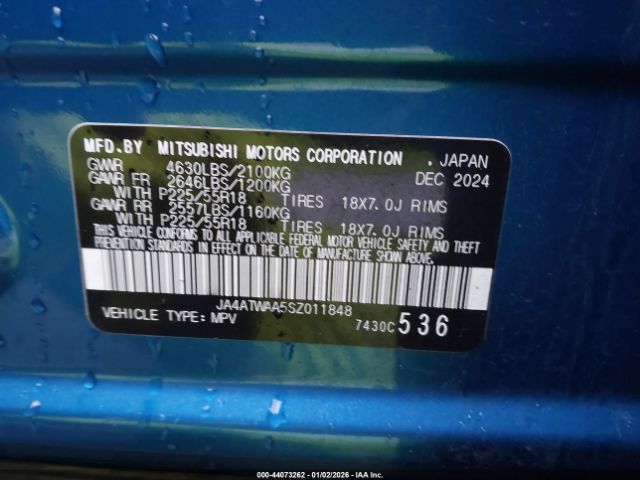 MFD.BY MITSUBISHI MOTORS CORPORATION , JAPAN
GVWR 4630LBS/2100KG DEC 2024
GAWR FR 2646LBS/1200KG
WITH P225/55R18 TIRES 18X7.0J RIMS
GAWR RR 2557LBS/1160KG
WITH P225/55R18 TIRES 18X7.0J RIMS
THIS VEHICLE CONFORMS TO ALL APPLICABLE FEDERAL MOTOR VEHICLE SAFETY AND THEFT
PREVENTION STANDARDS IN EFFECT ON THE DATE OF MANUFACTURE SHOWN ABOVE.
JA4ATWAA5SZ011848
VEHICLE TYPE: MPV 7430C 536
000-44073262 - 01/02/2026 - IAA Inc.